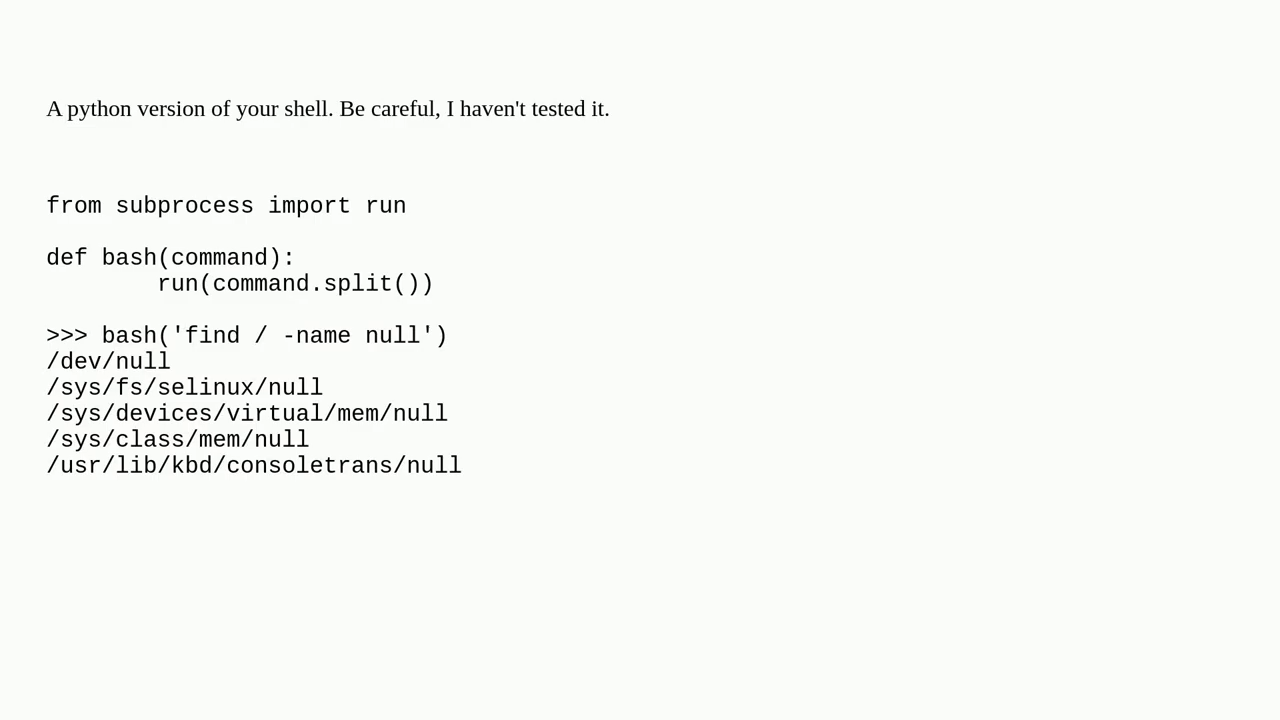 A python version of your shell. Be careful, I haven't tested it.
from subprocess import run
def bash(command):
        run(command.split())
>>> bash('find / -name null')
/dev/null
/sys/fs/selinux/null
/sys/devices/virtual/mem/null
/sys/class/mem/null
/usr/lib/kbd/consoletrans/null